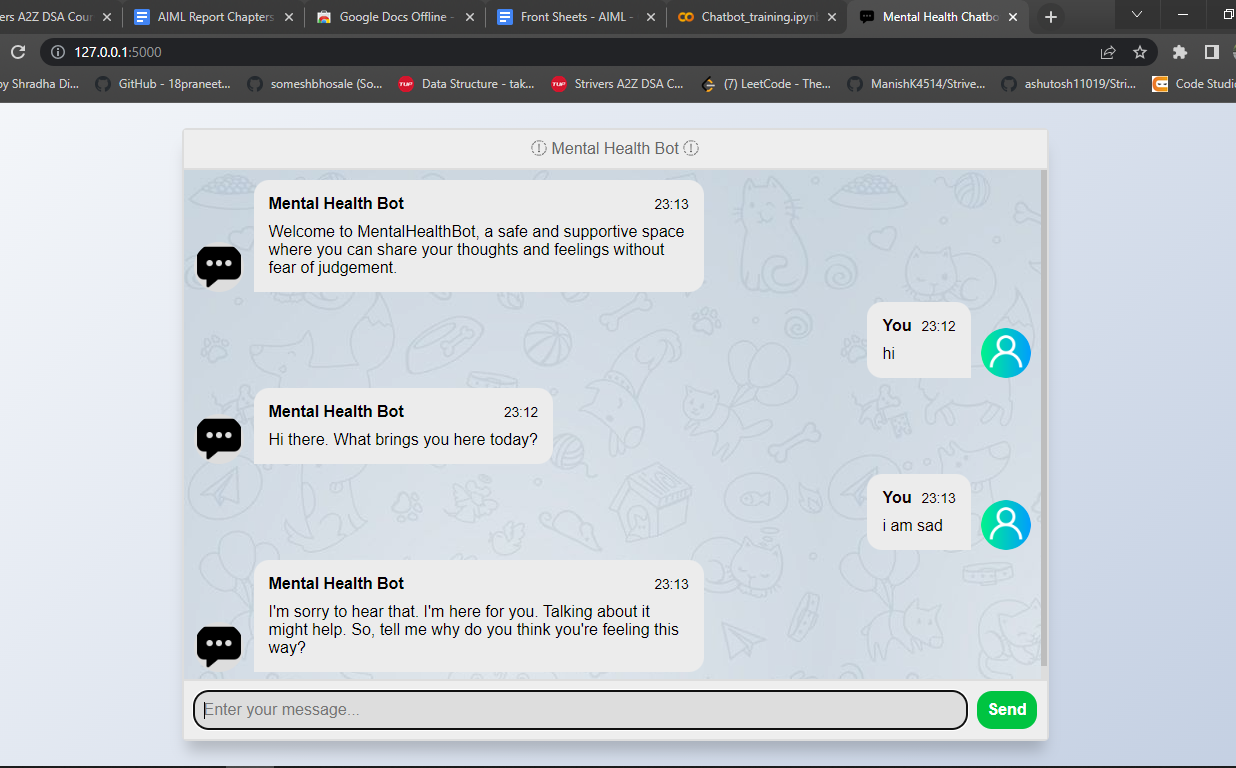 ers A2Z DSA Cour
AIML Report Chapters
Google Docs Offline -
Front Sheets - AIML -
Chatbot_training.ipynb
Mental Health Chatbo
127.0.0.1:5000
by Shradha Di...
GitHub - 18praneet...
someshbhosale (So...
TUF
Data Structure - tak...
TUF
Strivers A2Z DSA C...
(7) LeetCode - The...
ManishK4514/Strive...
ashutosh11019/Stri...
Code Studio
Mental Health Bot
Mental Health Bot 23:13
Welcome to MentalHealthBot, a safe and supportive space
where you can share your thoughts and feelings without
fear of judgement.
You 23:12
hi
Mental Health Bot 23:12
Hi there. What brings you here today?
You 23:13
i am sad
Mental Health Bot 23:13
I'm sorry to hear that. I'm here for you. Talking about it
might help. So, tell me why do you think you're feeling this
way?
Enter your message...
Send